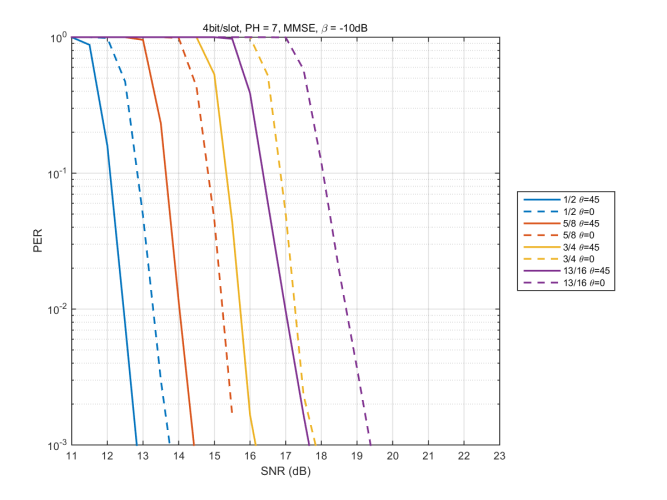 4bit/slot, PH = 7, MMSE, β = -10dB
10^0
10^-1
10^-2
10^-3
PER
11 12 13 14 15 16 17 18 19 20 21 22 23
SNR (dB)
1/2 θ=45
1/2 θ=0
5/8 θ=45
5/8 θ=0
3/4 θ=45
3/4 θ=0
13/16 θ=45
13/16 θ=0